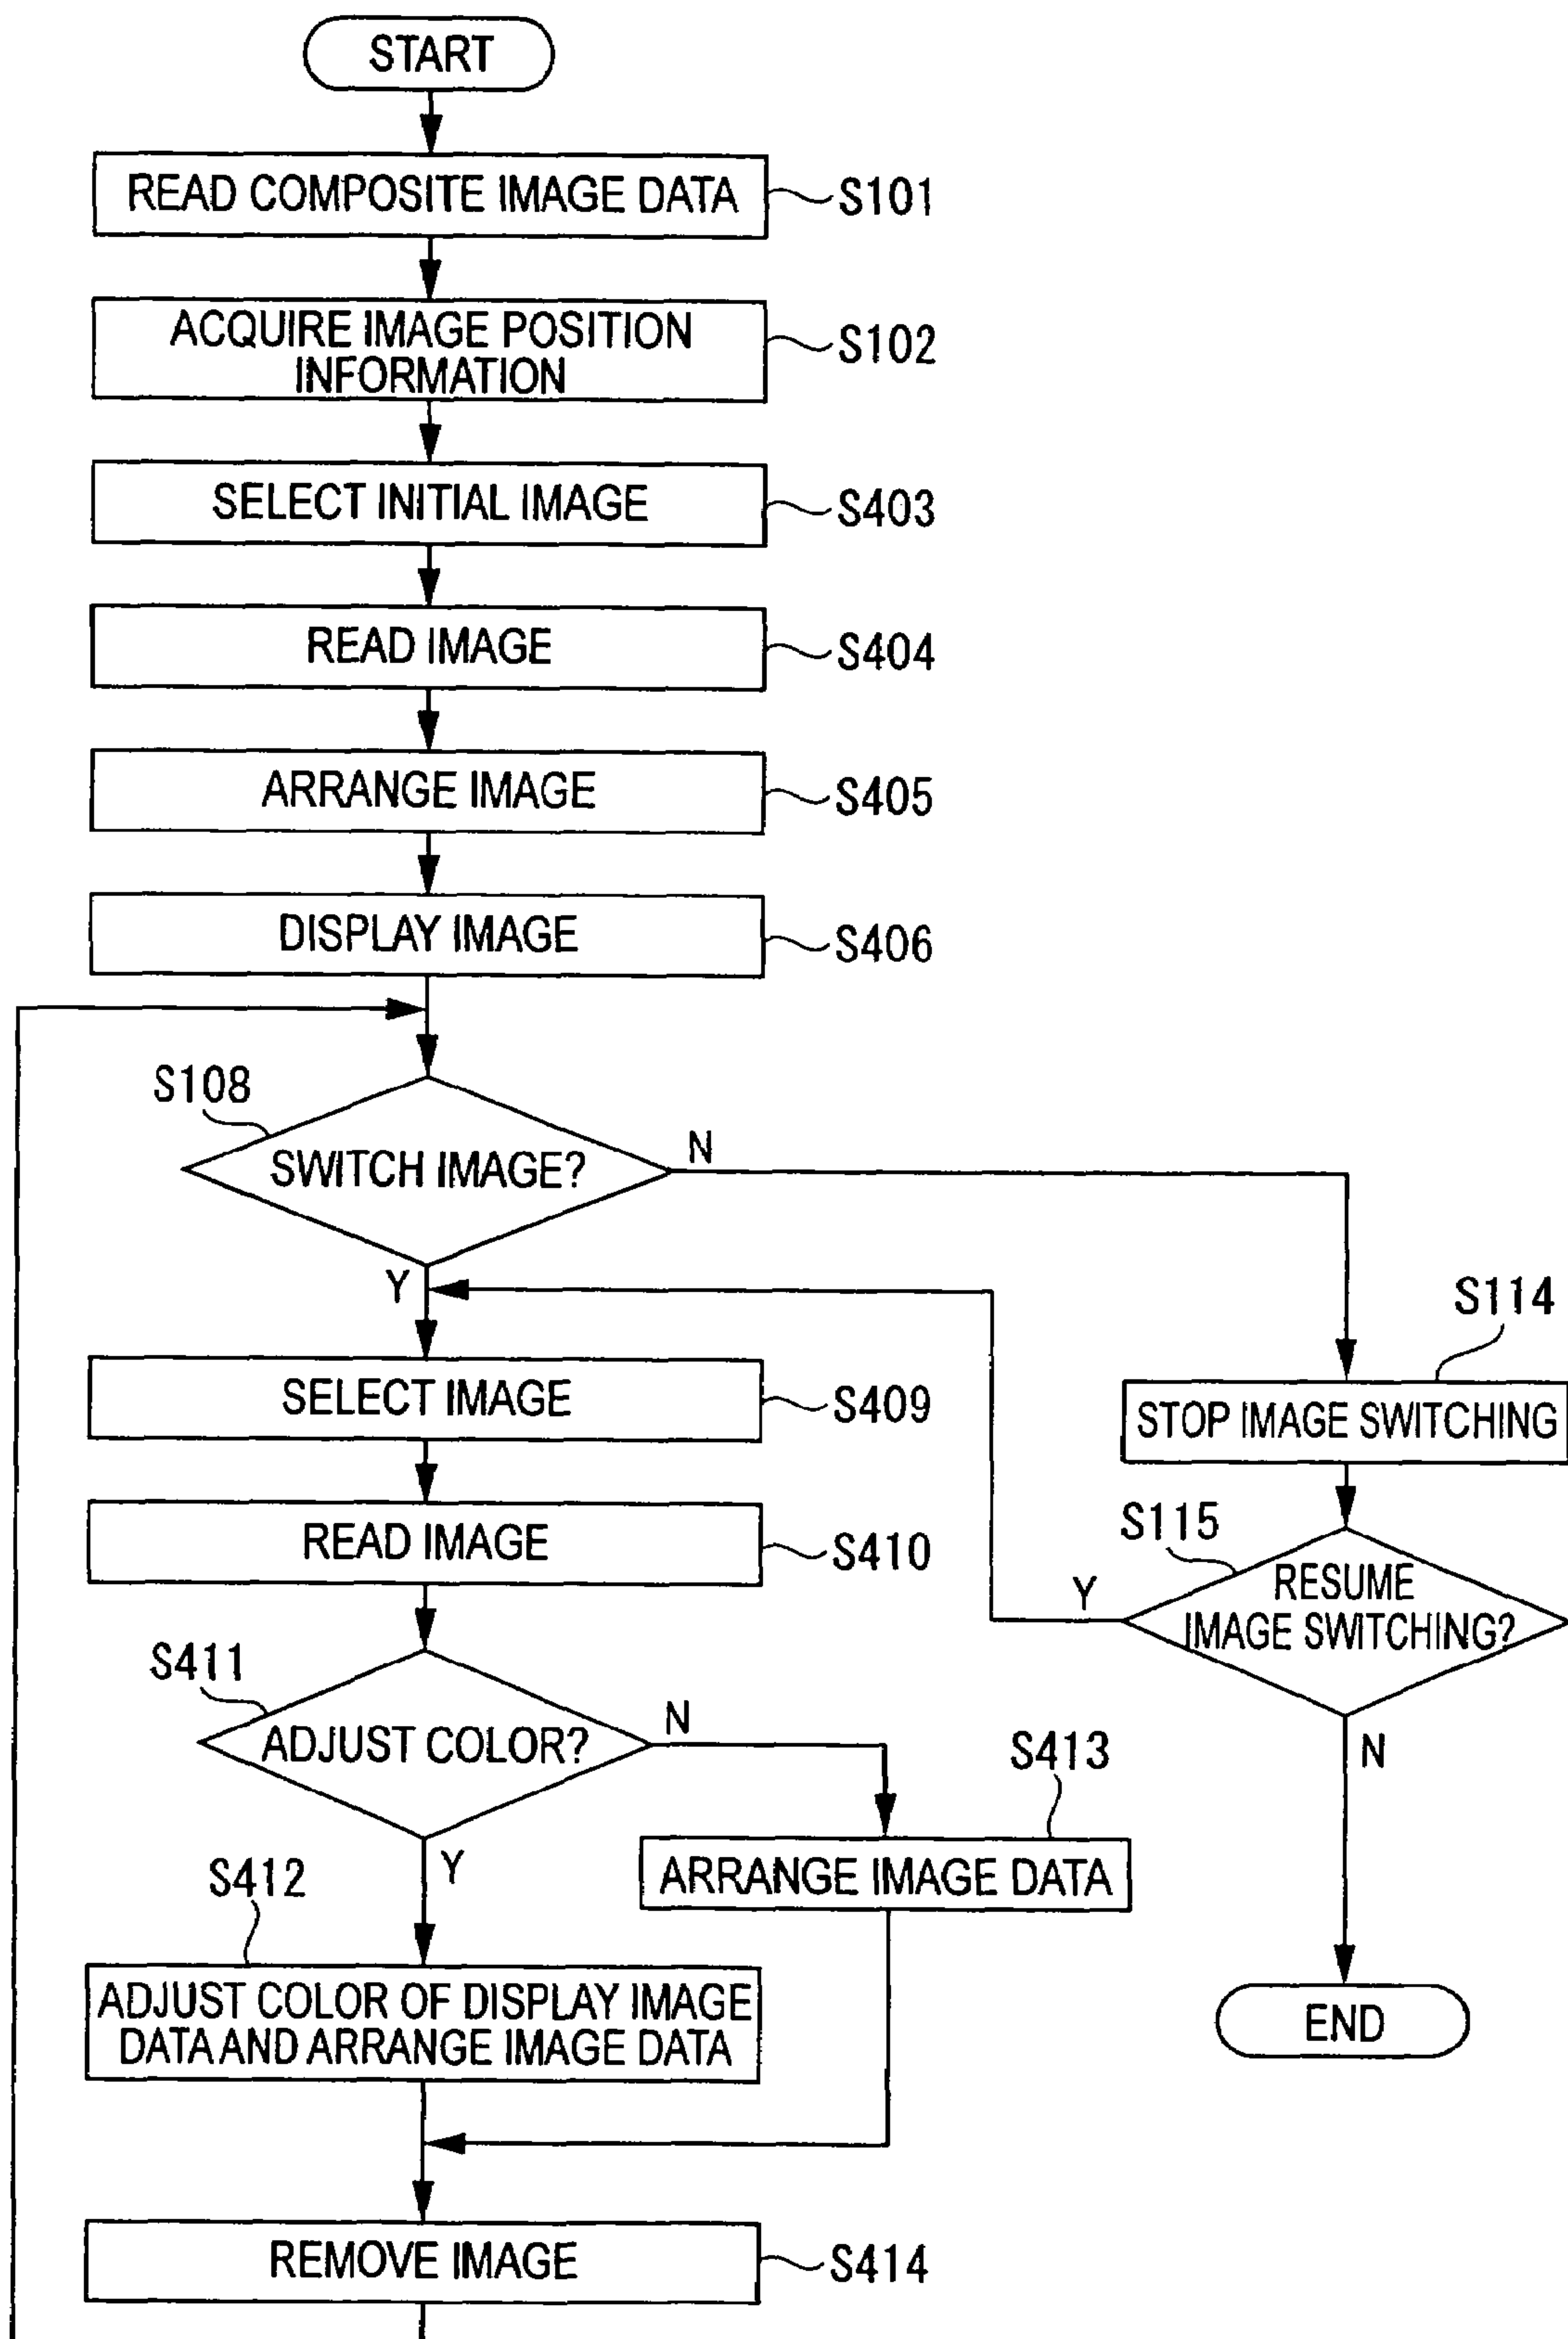 START
READ COMPOSITE IMAGE DATA
S101
ACQUIRE IMAGE POSITION
INFORMATION
S102
SELECT INITIAL IMAGE
S403
READ IMAGE
S404
ARRANGE IMAGE
S405
DISPLAY IMAGE
S406
S108
SWITCH IMAGE?
N
Y
S114
STOP IMAGE SWITCHING
SELECT IMAGE
S409
READ IMAGE
S410
S115
RESUME
IMAGE SWITCHING?
Y
N
S411
ADJUST COLOR?
N
Y
S413
ARRANGE IMAGE DATA
S412
ADJUST COLOR OF DISPLAY IMAGE
DATA AND ARRANGE IMAGE DATA
END
REMOVE IMAGE
S414